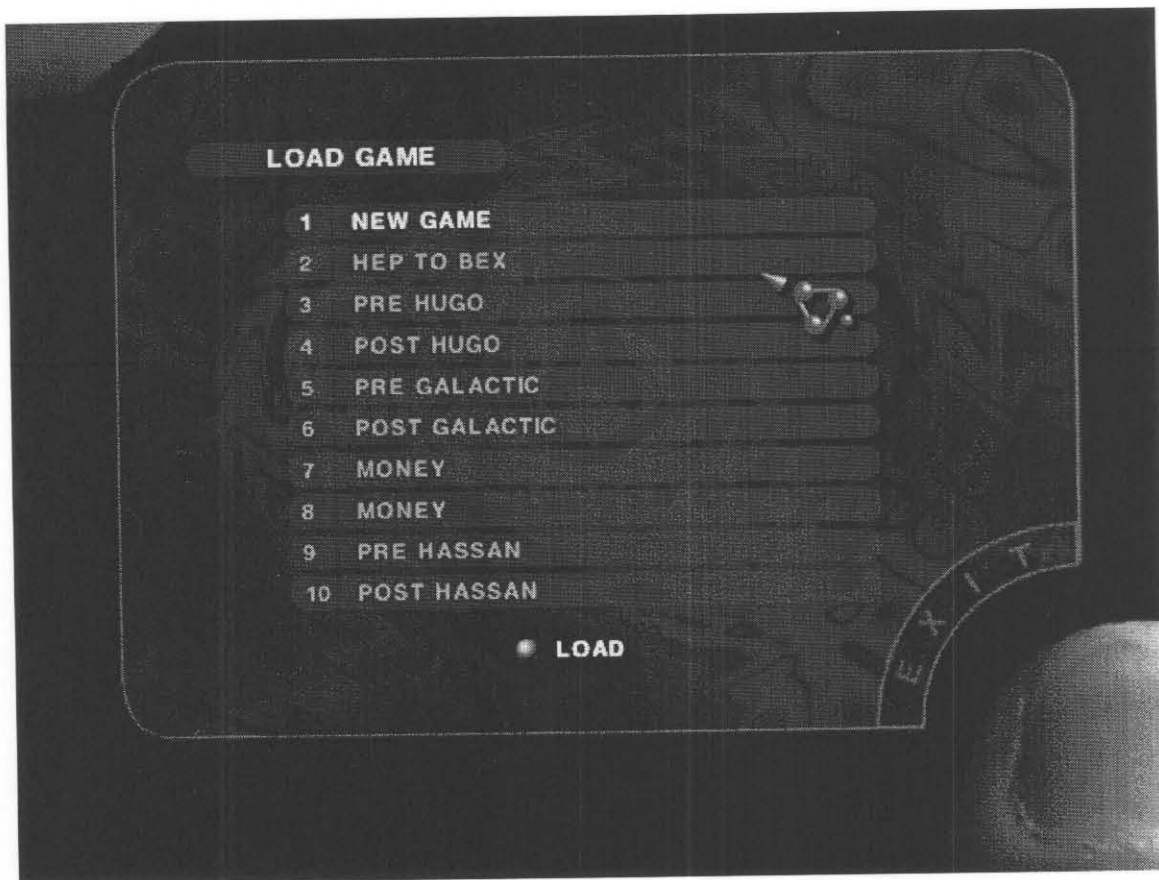 LOAD GAME
1 NEW GAME
2 HEP TO BEX
3 PRE HUGO
4 POST HUGO
5 PRE GALACTIC
6 POST GALACTIC
7 MONEY
8 MONEY
9 PRE HASSAN
10 POST HASSAN
LOAD
EXIT